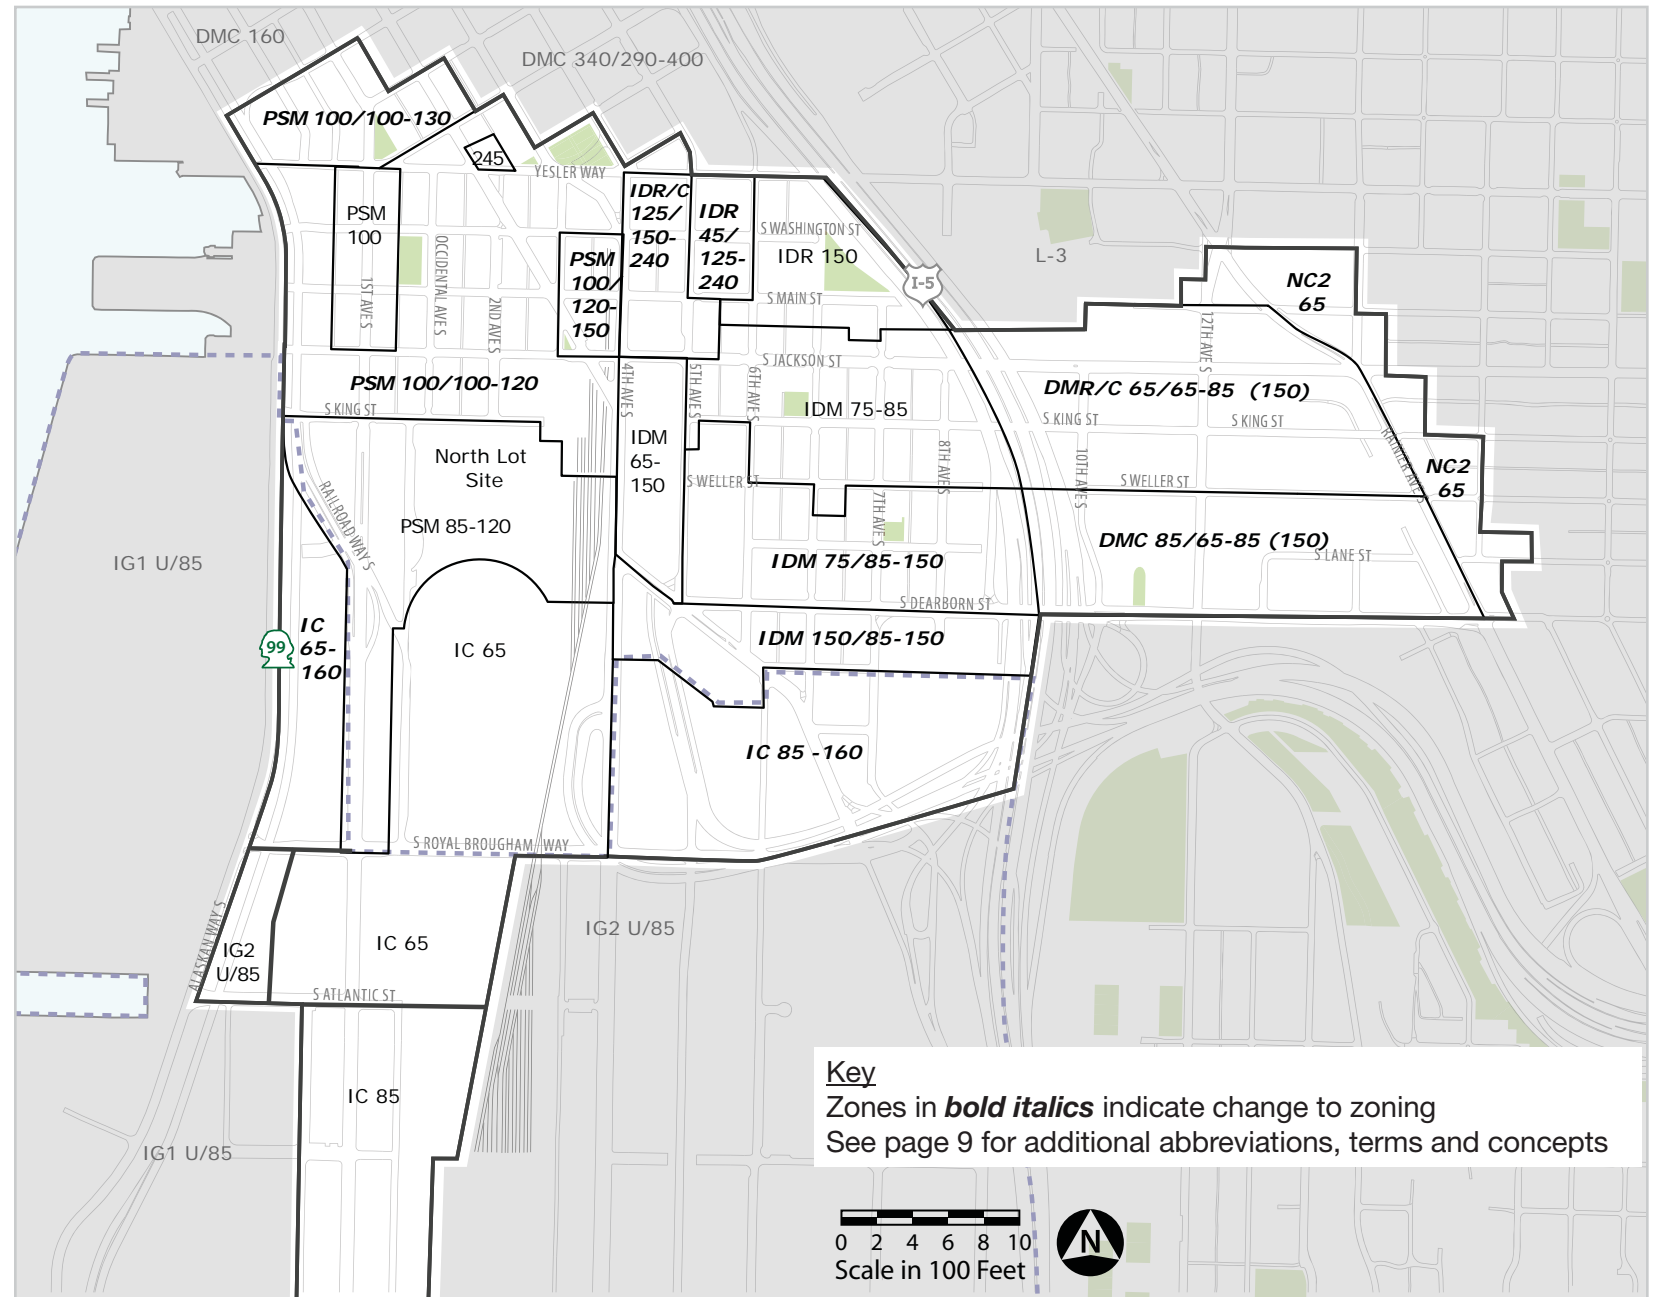 DMC 160
DMC 340/290-400
PSM 100/100-130
245
YESLER WAY
PSM
100
IDR/C
125/
150-
240
IDR
45/
125-
240
S WASHINGTON ST
IDR 150
L-3
I-5
NC2
65
PSM
100/
120-
150
1ST AVE S
OCCIDENTAL AVE S
2ND AVE S
S MAIN ST
12TH AVE S
S JACKSON ST
PSM 100/100-120
4TH AVE S
5TH AVE S
6TH AVE S
DMR/C 65/65-85 (150)
S KING ST
IDM 75-85
S KING ST
S KING ST
RAINIER AVE S
North Lot
Site
IDM
65-
150
8TH AVE S
10TH AVE S
NC2
65
S WELLER ST
S WELLER ST
RAILROAD WAY S
PSM 85-120
7TH AVE S
DMC 85/65-85 (150)
S LANE ST
IG1 U/85
IDM 75/85-150
S DEARBORN ST
99
IC
65-
160
IC 65
IDM 150/85-150
IC 85 -160
S ROYAL BROUGHAM WAY
ALASKAN WAY S
IG2
U/85
IC 65
IG2 U/85
S ATLANTIC ST
IC 85
IG1 U/85
Key
Zones in bold italics indicate change to zoning
See page 9 for additional abbreviations, terms and concepts
0 2 4 6 8 10
Scale in 100 Feet
N